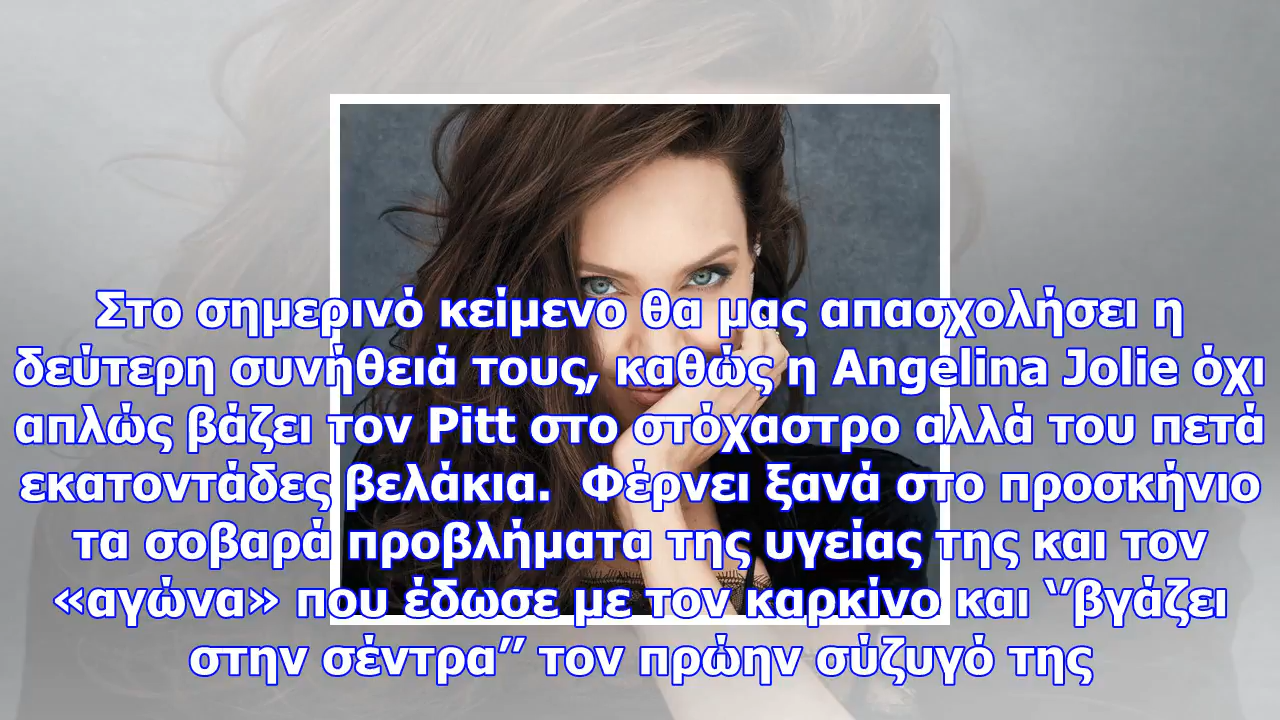 Στο σημερινό κείμενο θα μας απασχολήσει η
δεύτερη συνήθειά τους, καθώς η Angelina Jolie όχι
απλώς βάζει τον Pitt στο στόχαστρο αλλά του πετά
εκατοντάδες βελάκια.  Φέρνει ξανά στο προσκήνιο
τα σοβαρά προβλήματα της υγείας της και τον
«αγώνα» που έδωσε με τον καρκίνο και ‘’βγάζει
στην σέντρα’’ τον πρώην σύζυγό της